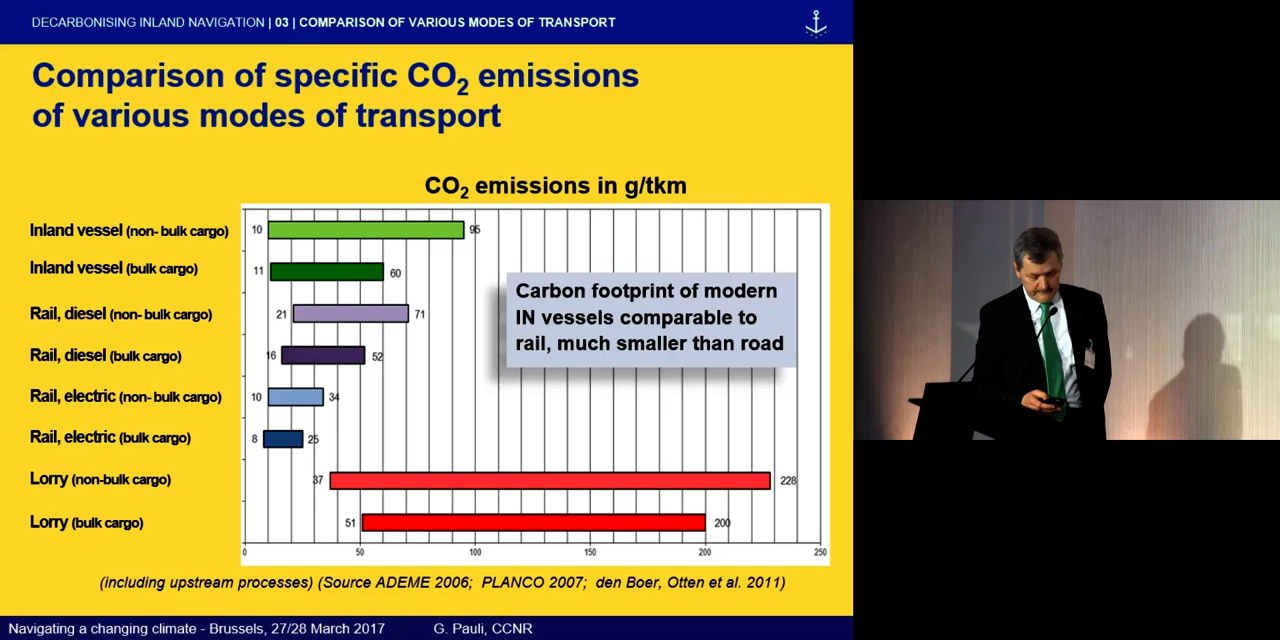 DECARBONISING INLAND NAVIGATION | 03 | COMPARISON OF VARIOUS MODES OF TRANSPORT
Comparison of specific CO2 emissions
of various modes of transport
CO2 emissions in g/tkm
Inland vessel (non- bulk cargo) 10 95
Inland vessel (bulk cargo) 11 60
Carbon footprint of modern
IN vessels comparable to
rail, much smaller than road
Rail, diesel (non- bulk cargo) 21 71
Rail, diesel (bulk cargo) 16 52
Rail, electric (non- bulk cargo) 10 34
Rail, electric (bulk cargo) 8 25
Lorry (non-bulk cargo) 37 228
Lorry (bulk cargo) 51 200
0 50 100 150 200 250
(including upstream processes) (Source ADEME 2006; PLANCO 2007; den Boer, Otten et al. 2011)
Navigating a changing climate - Brussels, 27/28 March 2017 G. Pauli, CCNR